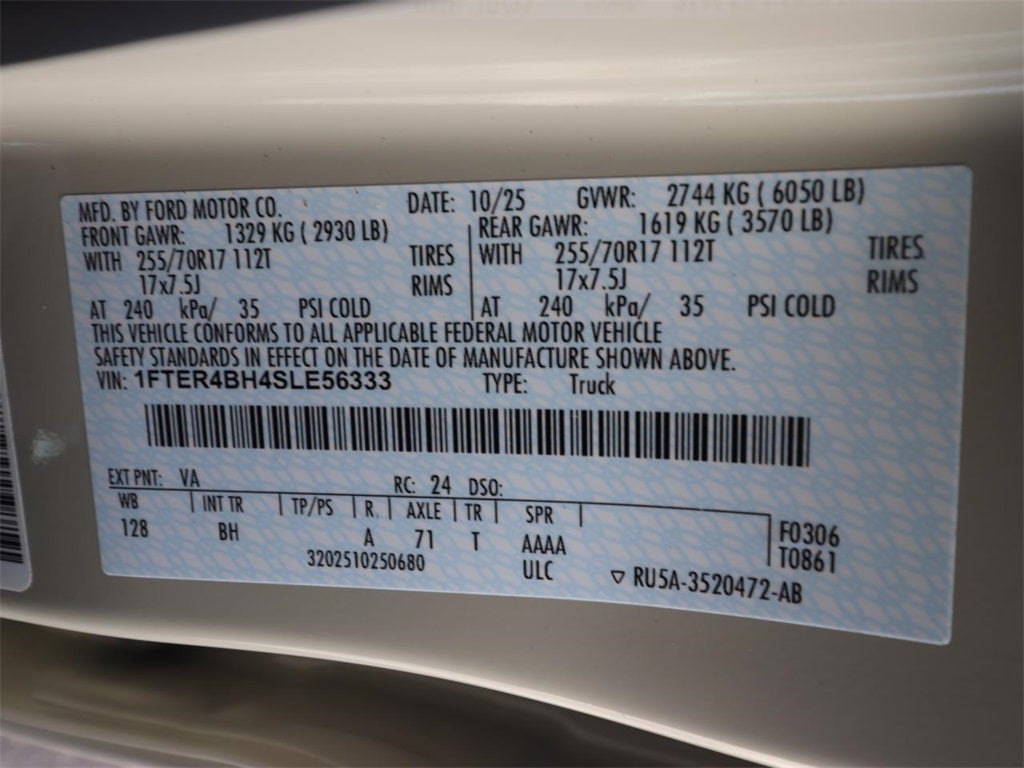 MFD. BY FORD MOTOR CO. DATE: 10/25 GVWR: 2744 KG ( 6050 LB)
FRONT GAWR: 1329 KG ( 2930 LB) REAR GAWR: 1619 KG ( 3570 LB)
WITH 255/70R17 112T TIRES WITH 255/70R17 112T TIRES
17x7.5J RIMS 17x7.5J RIMS
AT 240 kPa/ 35 PSI COLD AT 240 kPa/ 35 PSI COLD
THIS VEHICLE CONFORMS TO ALL APPLICABLE FEDERAL MOTOR VEHICLE
SAFETY STANDARDS IN EFFECT ON THE DATE OF MANUFACTURE SHOWN ABOVE.
VIN: 1FTER4BH4SLE56333 TYPE: Truck
EXT PNT: VA RC: 24 DSO:
WB INT TR TP/PS R. AXLE TR SPR
128 BH A 71 T AAAA F0306
3202510250680 ULC T0861
▽ RU5A-3520472-AB